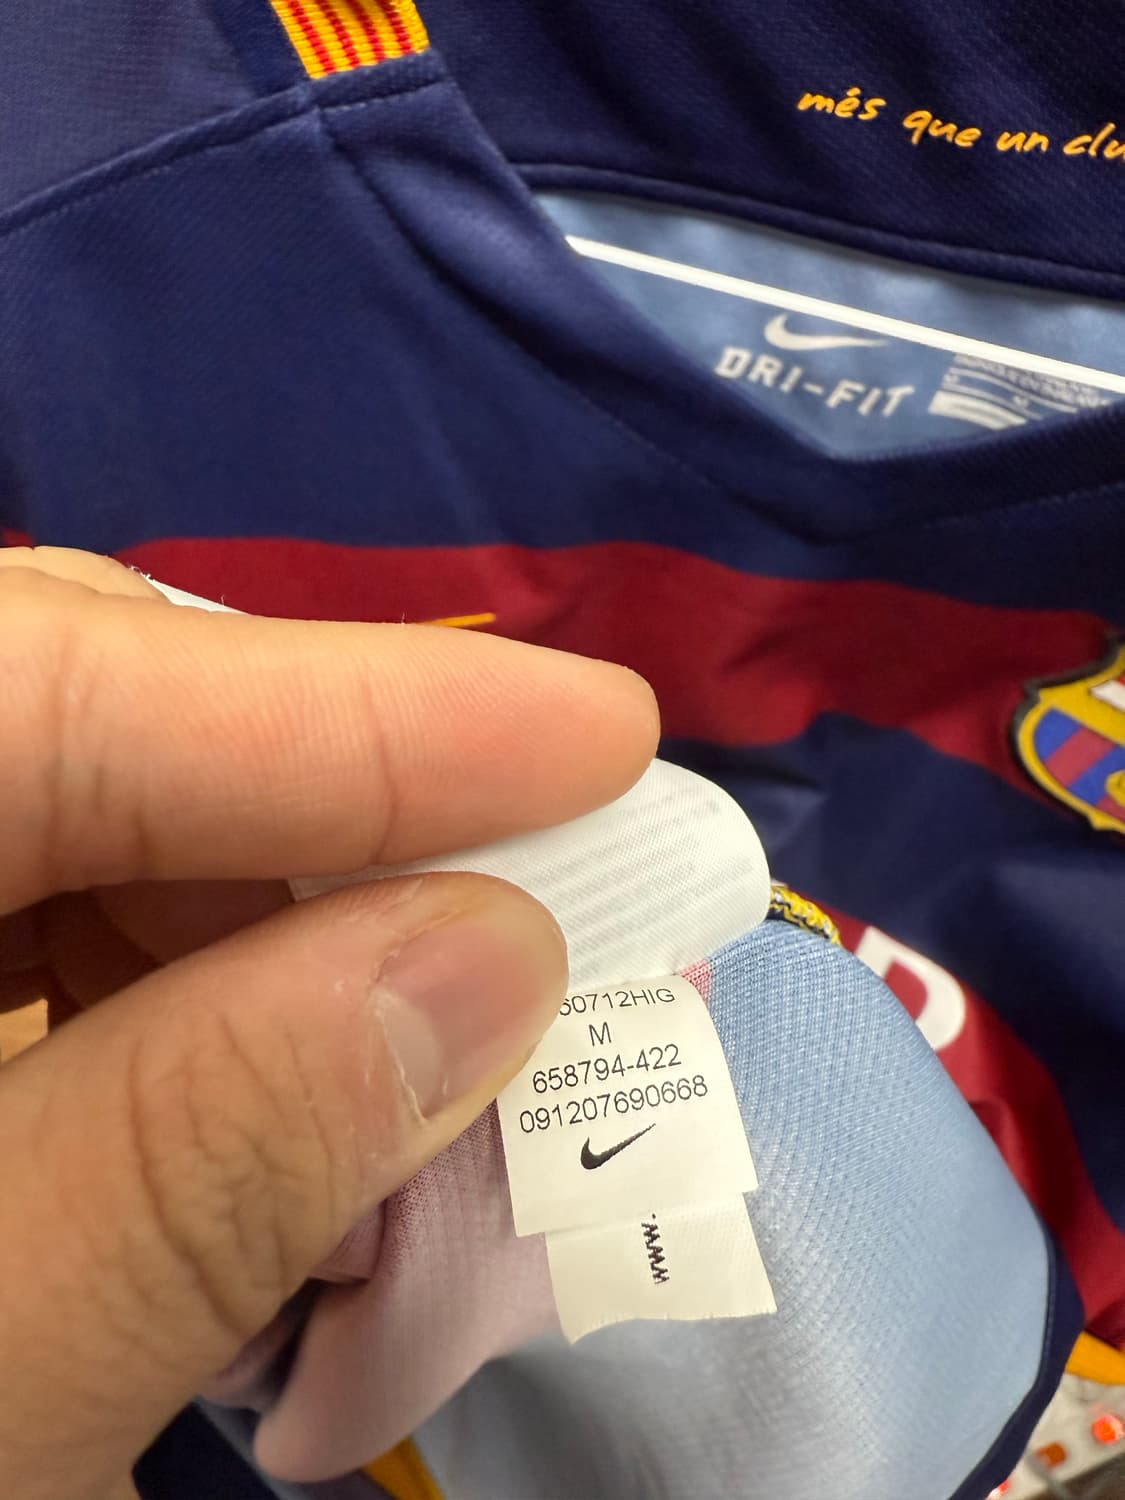 més que un clu
DRI-FIT
60712HIG
M
658794-422
091207690668